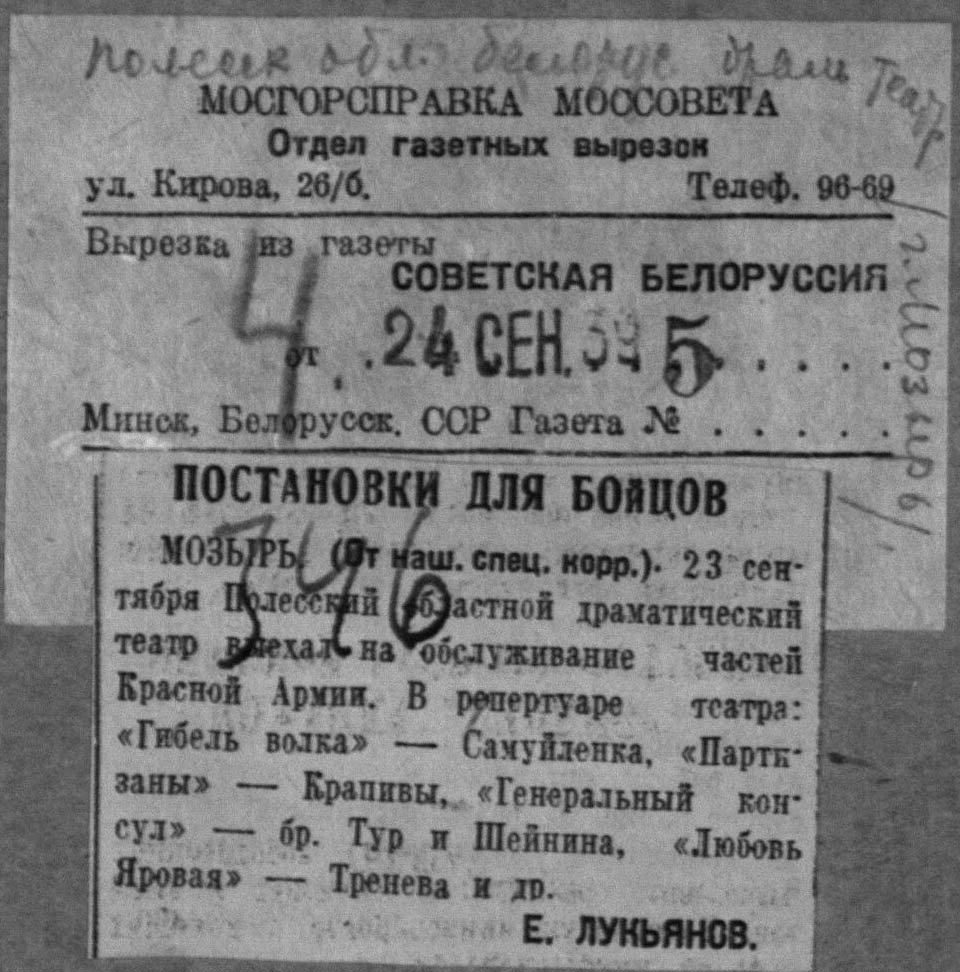 Полесск обл. белорус драм театр
МОСГОРСПРАВКА МОССОВЕТА
Отдел газетных вырезок
ул. Кирова, 26/б. Телеф. 96-69
/г. Мозырь/
Вырезка из газеты
СОВЕТСКАЯ БЕЛОРУССИЯ
4
от . 24 СЕН. 39 5 . . . .
Минск, Белорусск. ССР Газета № . . . . .
ПОСТАНОВКИ ДЛЯ БОЙЦОВ
346
МОЗЫРЬ. (От наш. спец. корр.). 23 сен-
тября Полесский областной драматический
театр выехал на обслуживание частей
Красной Армии. В репертуаре театра:
«Гибель волка» — Самуйленка, «Парти-
заны» — Крапивы, «Генеральный кон-
сул» — бр. Тур и Шейнина, «Любовь
Яровая» — Тренева и др.
Е. ЛУКЬЯНОВ.